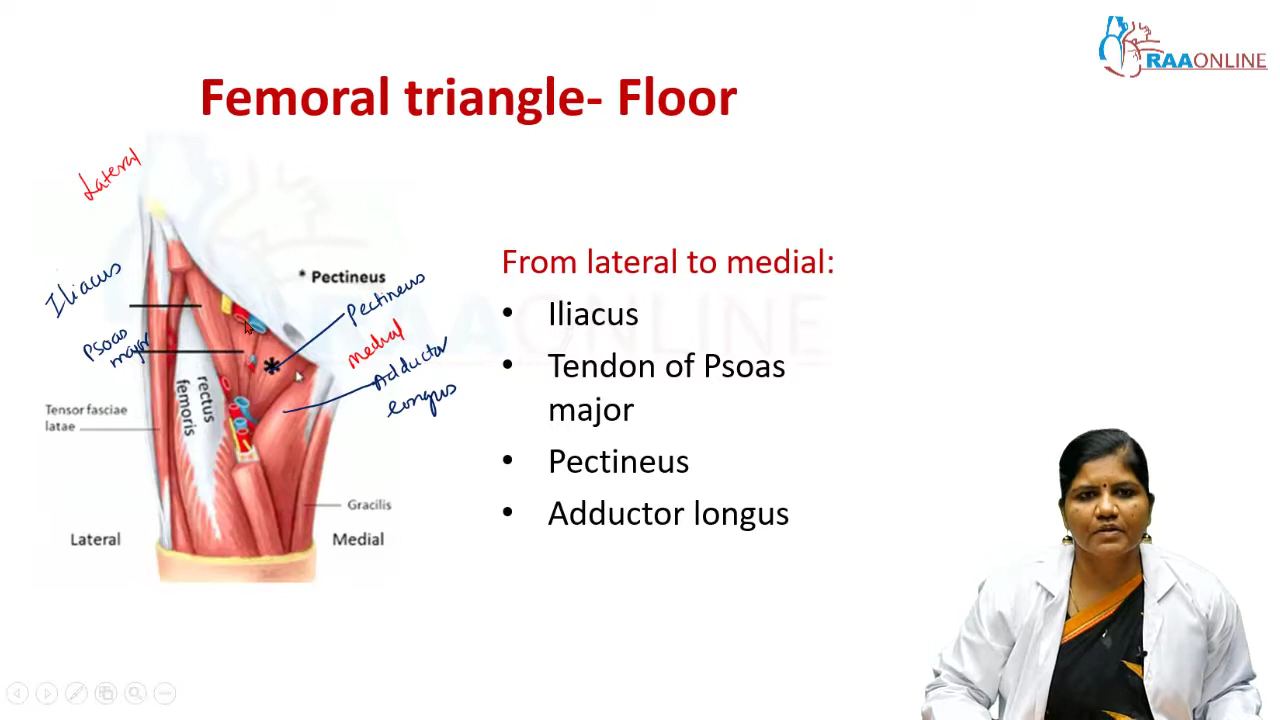 RAAONLINE
Femoral triangle- Floor
Lateral
Iliacus
Psoas
major
* Pectineus
Pectineus
medial
Adductor
longus
*
rectus
femoris
Tensor fasciae
latae
Gracilis
Lateral
Medial
RAAONLINE
From lateral to medial:
• Iliacus
• Tendon of Psoas
major
• Pectineus
• Adductor longus